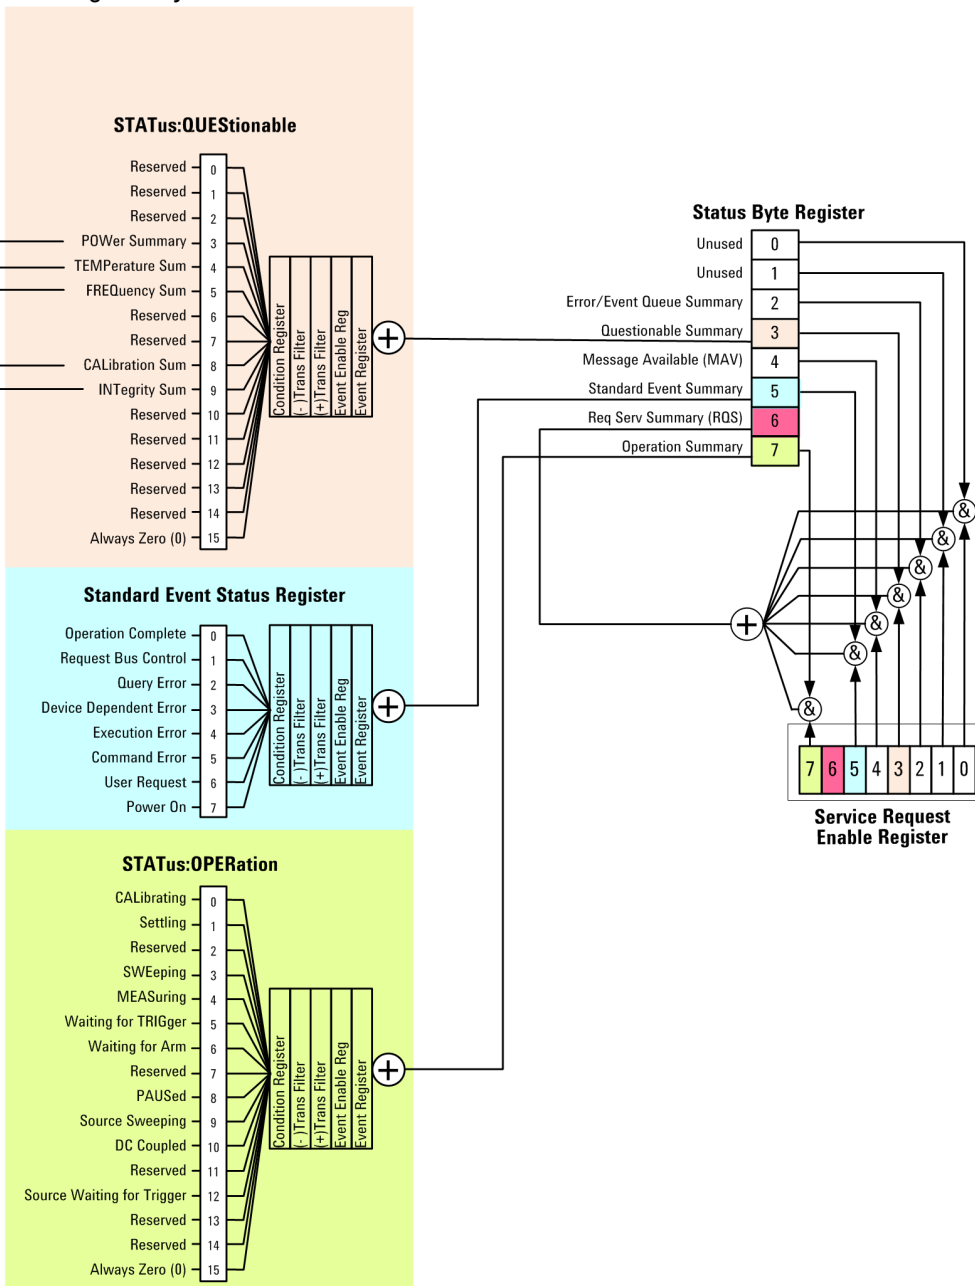 STATus:QUEStionable
Reserved 0
Reserved 1
Reserved 2
POWer Summary 3
TEMPerature Sum 4
FREQuency Sum 5
Reserved 6
Reserved 7
CALibration Sum 8
INTegrity Sum 9
Reserved 10
Reserved 11
Reserved 12
Reserved 13
Reserved 14
Always Zero (0) 15
Condition Register
(-)Trans Filter
(+)Trans Filter
Event Enable Reg
Event Register
+
Standard Event Status Register
Operation Complete 0
Request Bus Control 1
Query Error 2
Device Dependent Error 3
Execution Error 4
Command Error 5
User Request 6
Power On 7
Condition Register
(-)Trans Filter
(+)Trans Filter
Event Enable Reg
Event Register
+
STATus:OPERation
CALibrating 0
Settling 1
Reserved 2
SWEeping 3
MEASuring 4
Waiting for TRIGger 5
Waiting for Arm 6
Reserved 7
PAUSed 8
Source Sweeping 9
DC Coupled 10
Reserved 11
Source Waiting for Trigger 12
Reserved 13
Reserved 14
Always Zero (0) 15
Condition Register
(-)Trans Filter
(+)Trans Filter
Event Enable Reg
Event Register
+
Status Byte Register
Unused 0
Unused 1
Error/Event Queue Summary 2
Questionable Summary 3
Message Available (MAV) 4
Standard Event Summary 5
Req Serv Summary (RQS) 6
Operation Summary 7
&
&
&
&
&
&
&
+
7 6 5 4 3 2 1 0
Service Request
Enable Register